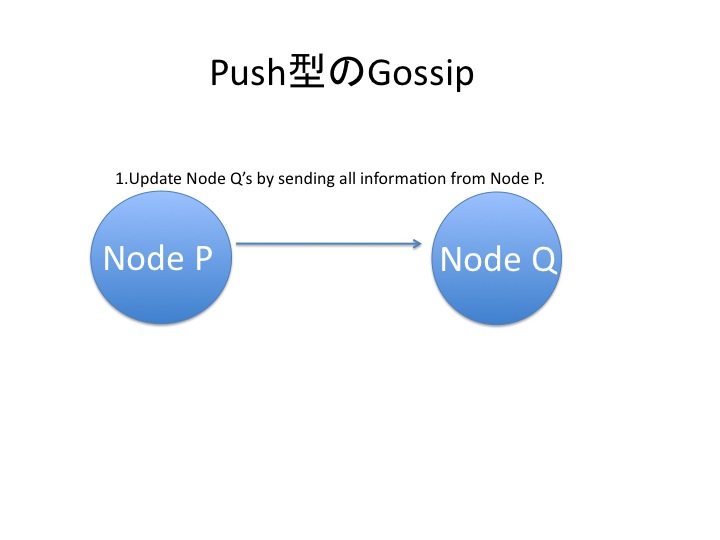 Push型のGossip
1.Update Node Q’s by sending all information from Node P.
Node P
Node Q